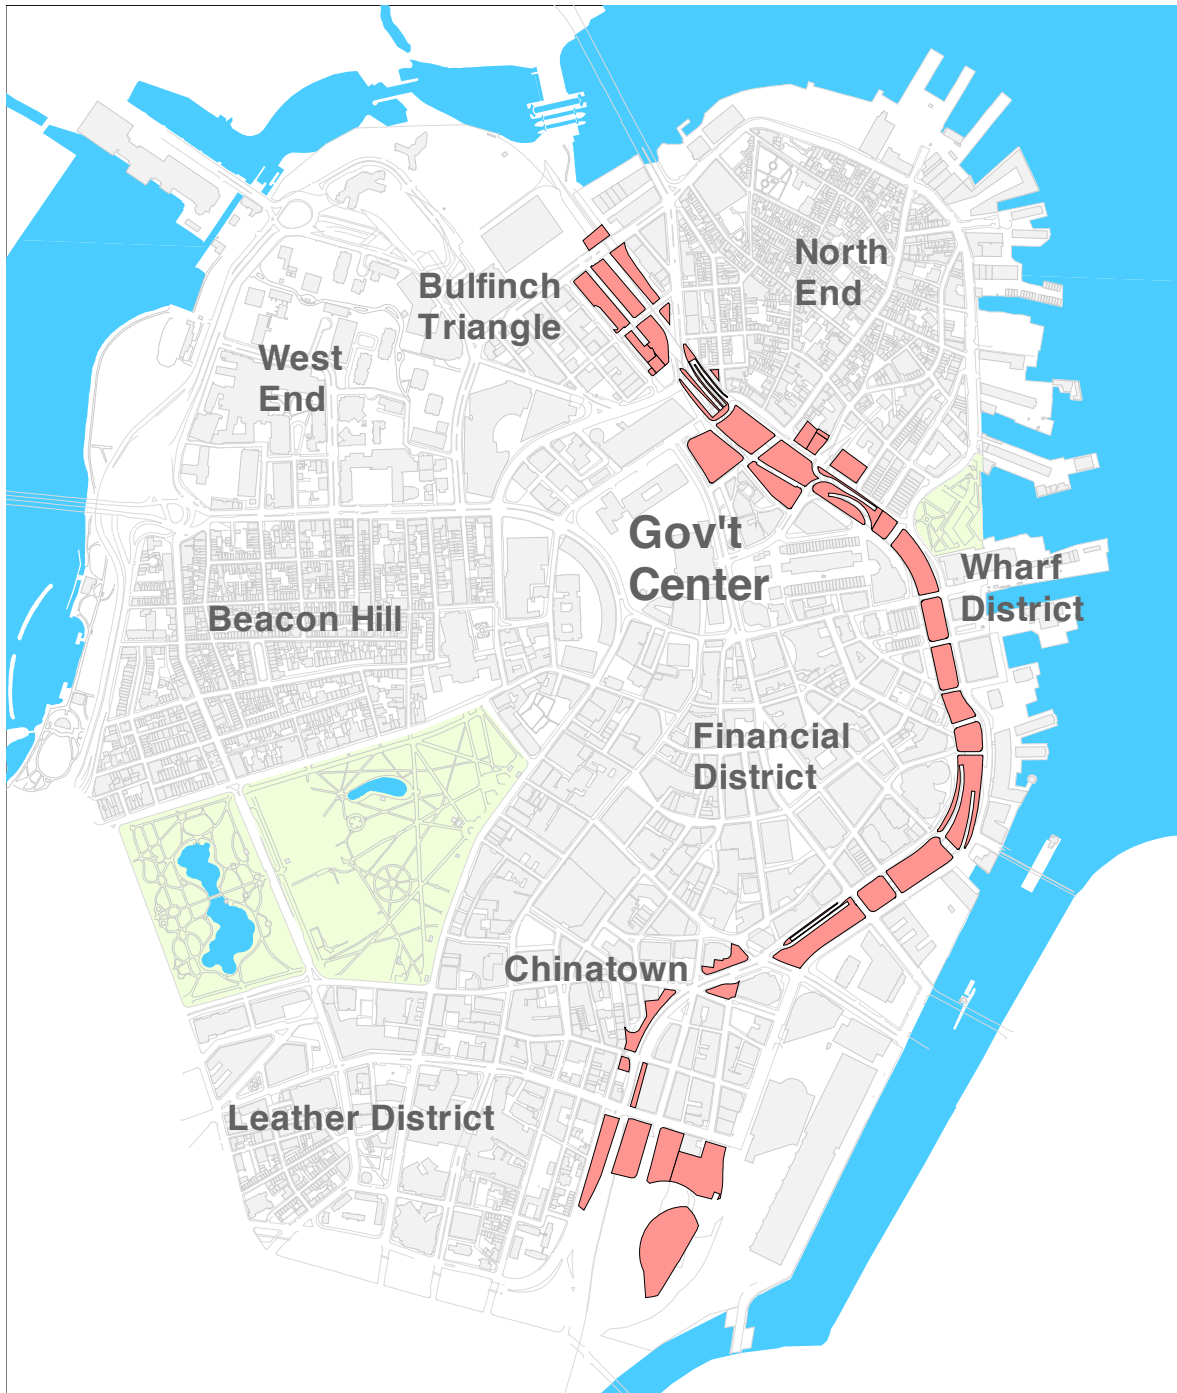 North
End
Bulfinch
Triangle
West
End
Gov't
Center
Wharf
District
Beacon Hill
Financial
District
Chinatown
Leather District